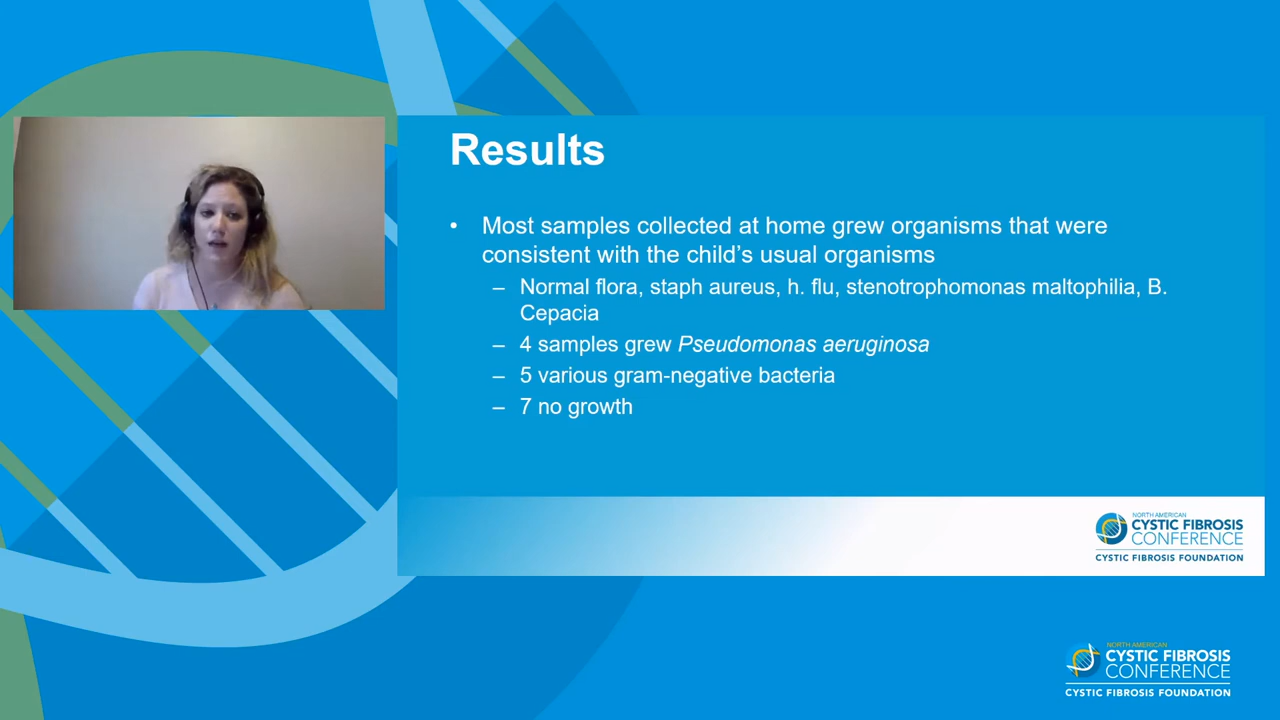 Results
• Most samples collected at home grew organisms that were
consistent with the child's usual organisms
– Normal flora, staph aureus, h. flu, stenotrophomonas maltophilia, B.
Cepacia
– 4 samples grew Pseudomonas aeruginosa
– 5 various gram-negative bacteria
– 7 no growth
NORTH AMERICAN
CYSTIC FIBROSIS
CONFERENCE
CYSTIC FIBROSIS FOUNDATION
NORTH AMERICAN
CYSTIC FIBROSIS
CONFERENCE
CYSTIC FIBROSIS FOUNDATION